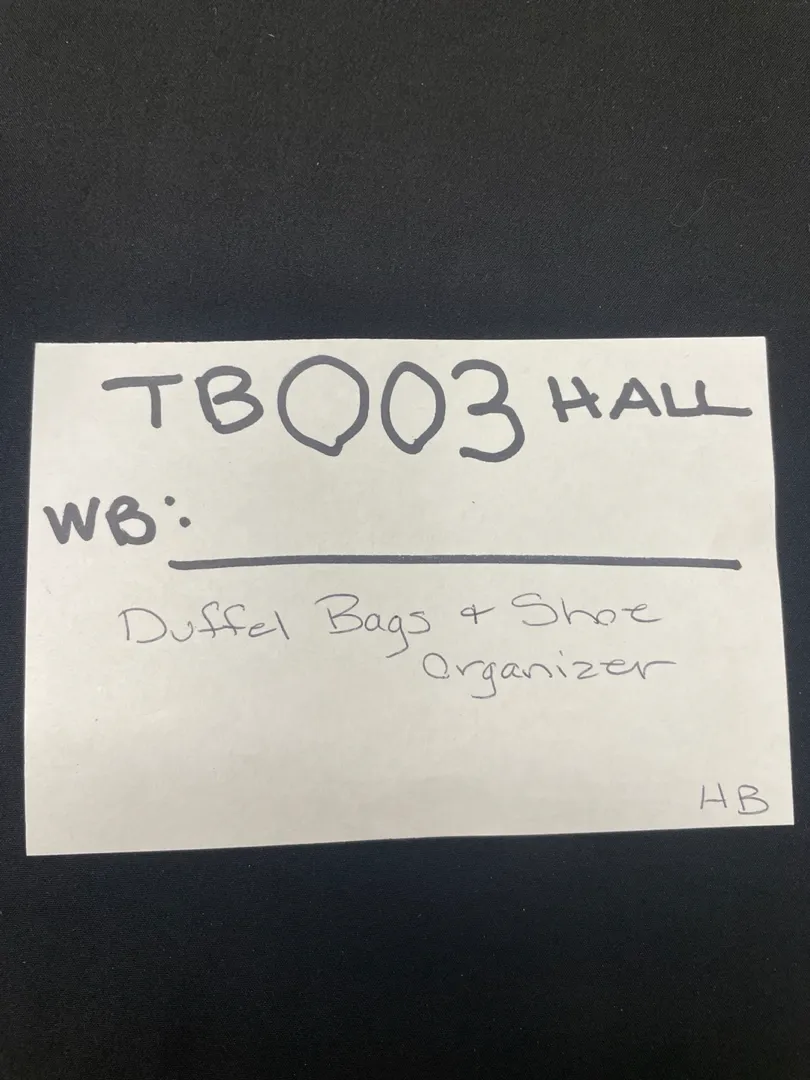 TB003 HALL
WB:
Duffel Bags & Shoe
Organizer
HB